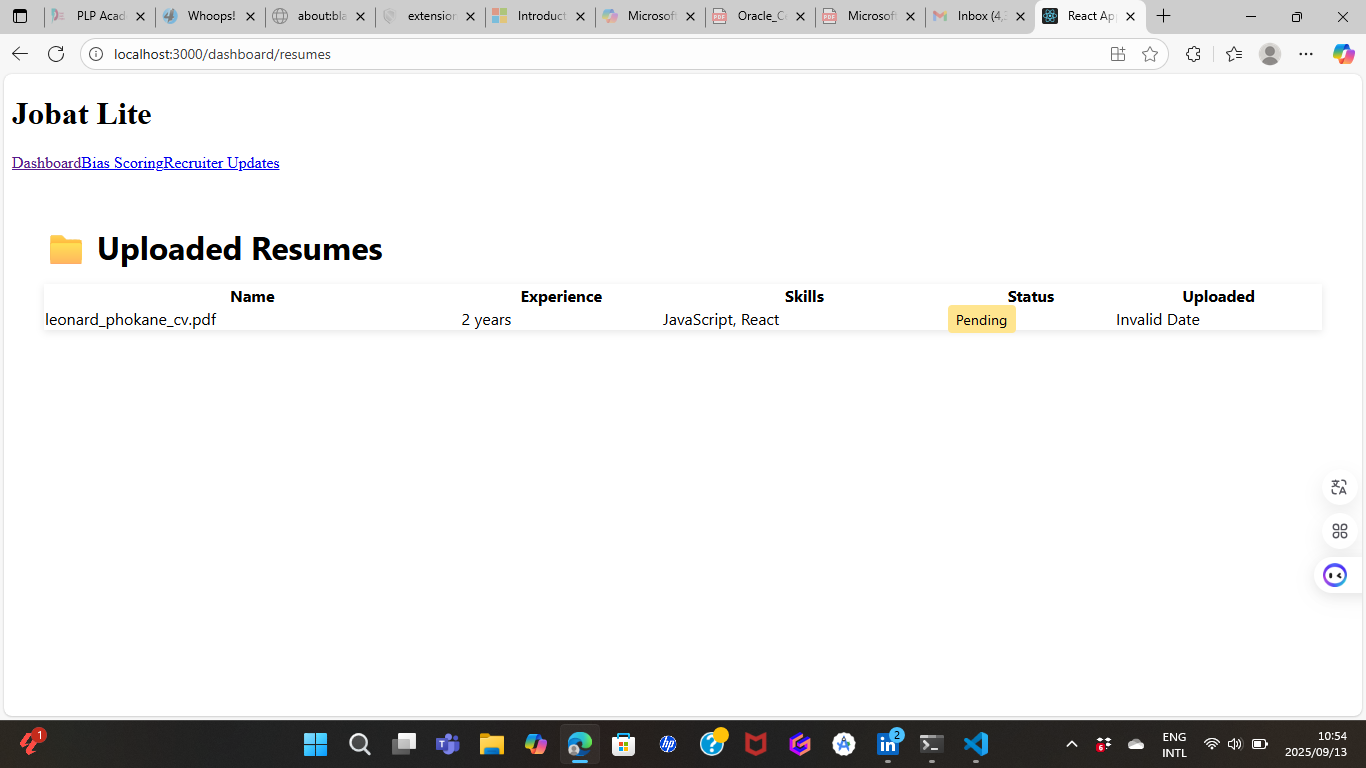 PLP Acad
Whoops!
about:bla
extension
Introduct
Microsoft
Oracle_Ce
Microsoft
Inbox (4,
React App
localhost:3000/dashboard/resumes
Jobat Lite
DashboardBias ScoringRecruiter Updates
Uploaded Resumes
Name Experience Skills Status Uploaded
leonard_phokane_cv.pdf 2 years JavaScript, React Pending Invalid Date
1
2
6
ENG
INTL
10:54
2025/09/13